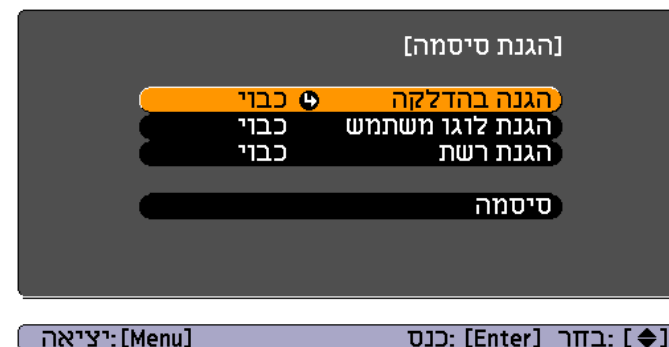 [הגנת סיסמה]
הגנה בהדלקה כבוי
הגנת לוגו משתמש כבוי
הגנת רשת כבוי
סיסמה
[◆] :בחר [Enter] :כנס [Menu] :יציאה